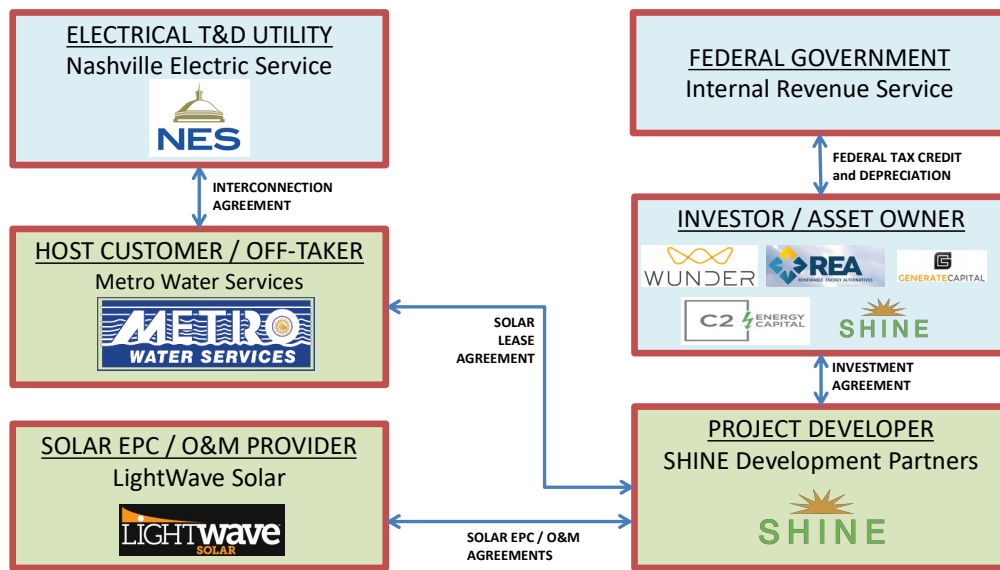 ELECTRICAL T&D UTILITY
Nashville Electric Service
NES
INTERCONNECTION
AGREEMENT
HOST CUSTOMER / OFF-TAKER
Metro Water Services
METRO
WATER SERVICES
SOLAR EPC / O&M PROVIDER
LightWave Solar
LIGHTWAVE
SOLAR
SOLAR
LEASE
AGREEMENT
SOLAR EPC / O&M
AGREEMENTS
FEDERAL GOVERNMENT
Internal Revenue Service
FEDERAL TAX CREDIT
and DEPRECIATION
INVESTOR / ASSET OWNER
WUNDER
REA
RENEWABLE ENERGY ALTERNATIVES
GENERATECAPITAL
C2 ENERGY
CAPITAL
SHINE
INVESTMENT
AGREEMENT
PROJECT DEVELOPER
SHINE Development Partners
SHINE